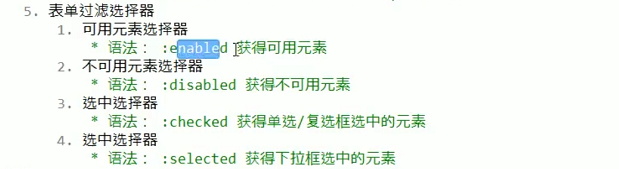 5. 表单过滤选择器
1. 可用元素选择器
* 语法： :enabled 获得可用元素
2. 不可用元素选择器
* 语法： :disabled 获得不可用元素
3. 选中选择器
* 语法： :checked 获得单选/复选框选中的元素
4. 选中选择器
* 语法： :selected 获得下拉框选中的元素